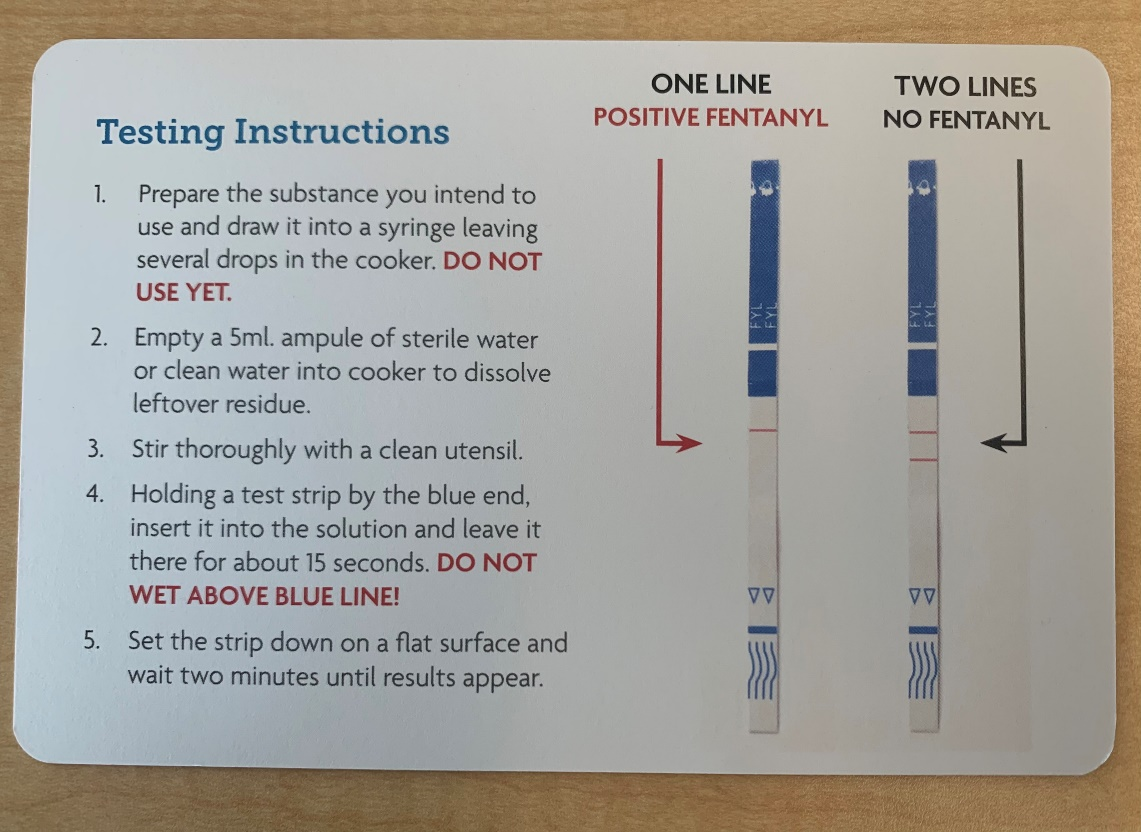 Testing Instructions
1. Prepare the substance you intend to
use and draw it into a syringe leaving
several drops in the cooker. DO NOT
USE YET.
2. Empty a 5ml. ampule of sterile water
or clean water into cooker to dissolve
leftover residue.
3. Stir thoroughly with a clean utensil.
4. Holding a test strip by the blue end,
insert it into the solution and leave it
there for about 15 seconds. DO NOT
WET ABOVE BLUE LINE!
5. Set the strip down on a flat surface and
wait two minutes until results appear.
ONE LINE
POSITIVE FENTANYL
FYL
FYL
TWO LINES
NO FENTANYL
FYL
FYL